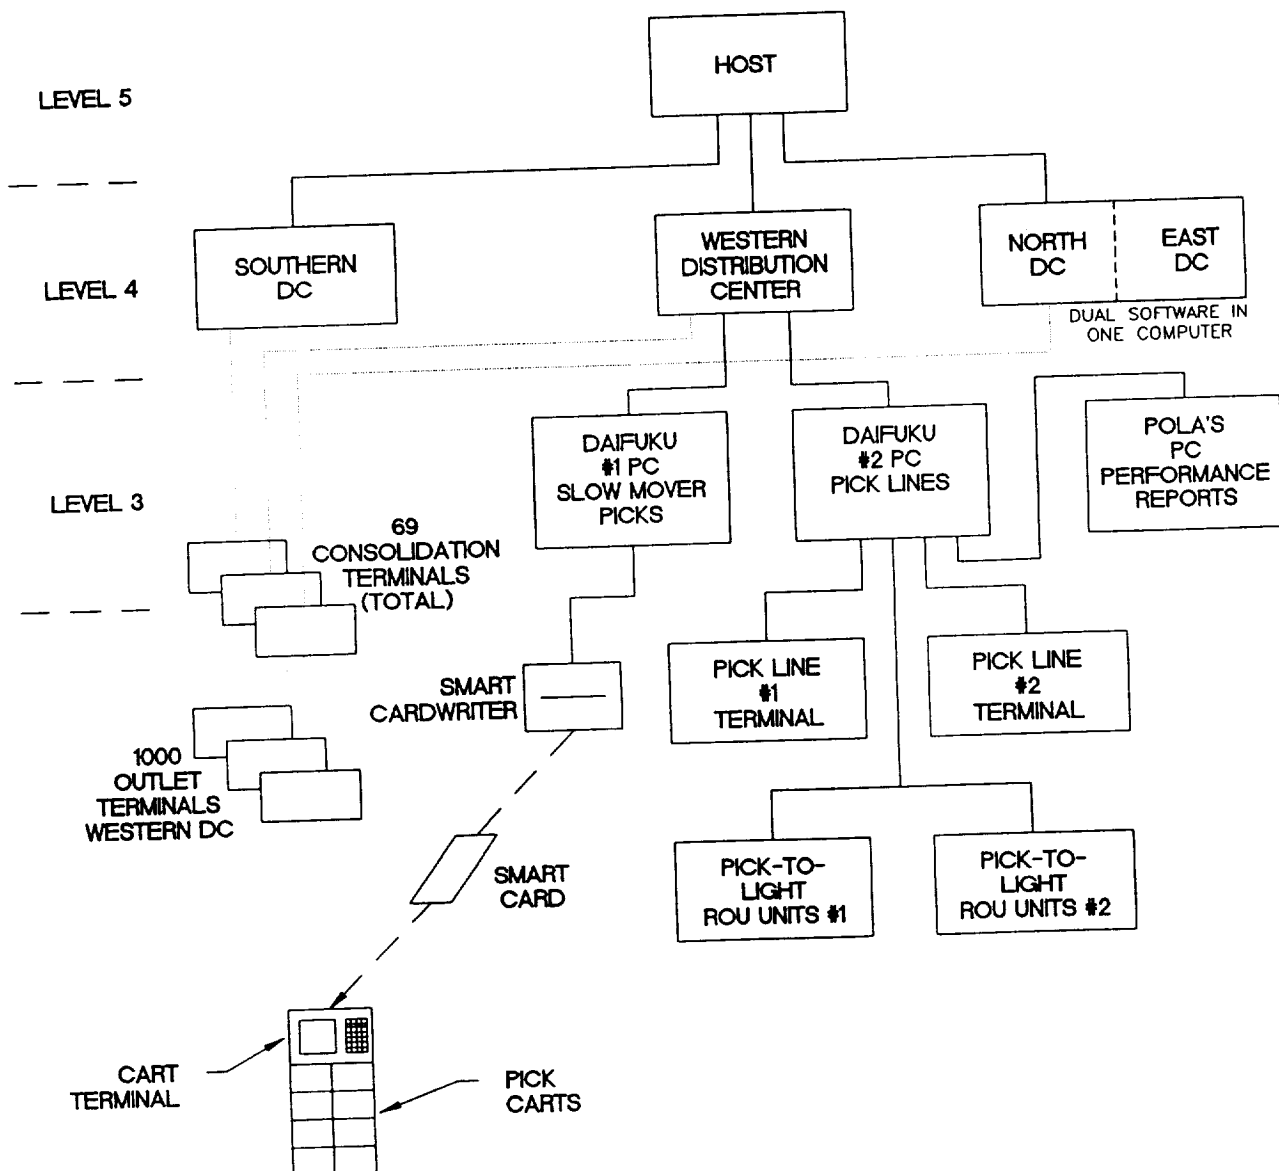 HOST
LEVEL 5
SOUTHERN
DC
WESTERN
DISTRIBUTION
CENTER
NORTH
DC
EAST
DC
LEVEL 4
DUAL SOFTWARE IN
ONE COMPUTER
DAIFUKU
#1 PC
SLOW MOVER
PICKS
DAIFUKU
#2 PC
PICK LINES
POLA'S
PC
PERFORMANCE
REPORTS
LEVEL 3
69
CONSOLIDATION
TERMINALS
(TOTAL)
SMART
CARDWRITER
PICK LINE
#1
TERMINAL
PICK LINE
#2
TERMINAL
1000
OUTLET
TERMINALS
WESTERN DC
SMART
CARD
PICK-TO-
LIGHT
ROU UNITS #1
PICK-TO-
LIGHT
ROU UNITS #2
CART
TERMINAL
PICK
CARTS